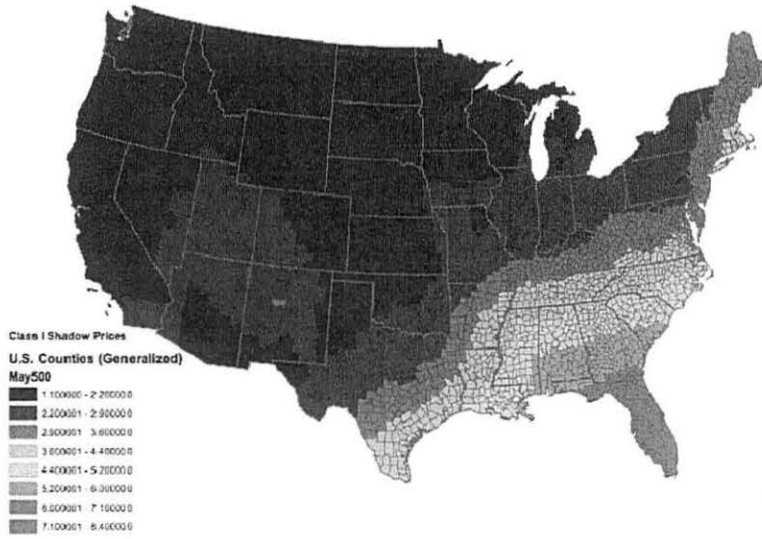 Class I Shadow Prices
U.S. Counties (Generalized)
May500
1.100000 - 2.200000
2.200001 - 2.900000
2.900001 - 3.600000
3.600001 - 4.400000
4.400001 - 5.200000
5.200001 - 6.000000
6.000001 - 7.100000
7.100001 - 8.400000